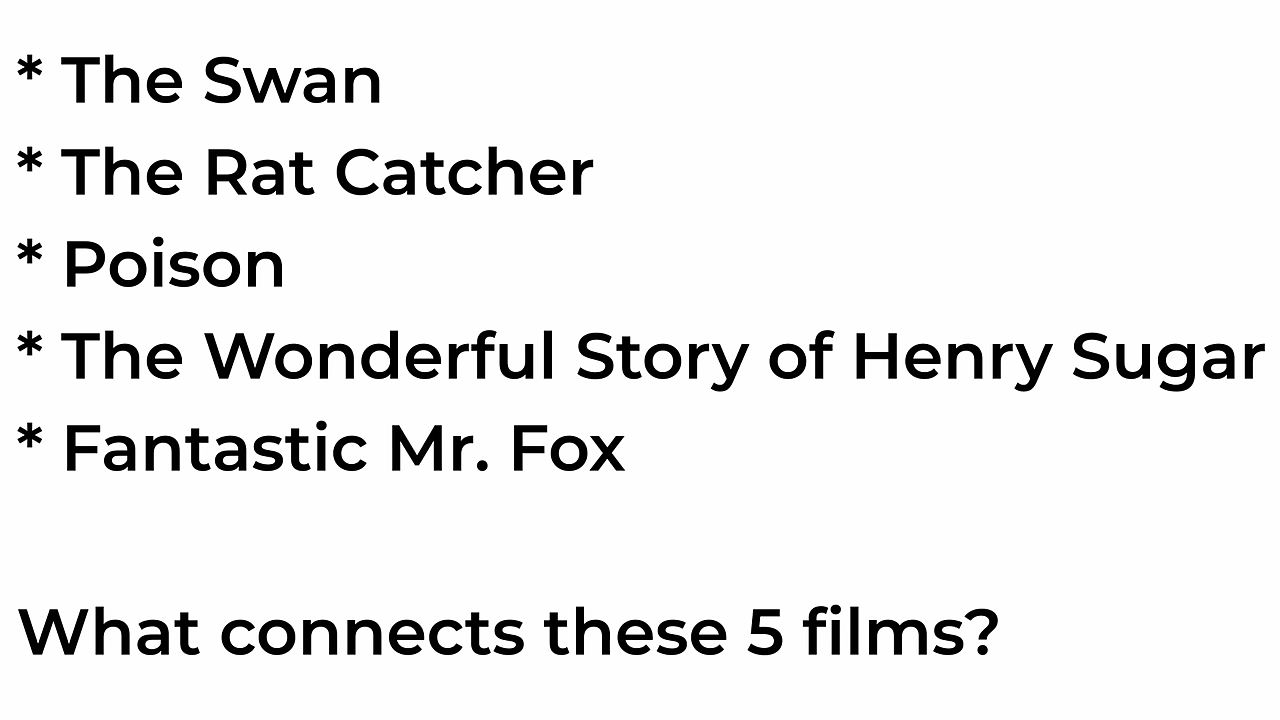 * The Swan
* The Rat Catcher
* Poison
* The Wonderful Story of Henry Sugar
* Fantastic Mr. Fox
What connects these 5 films?